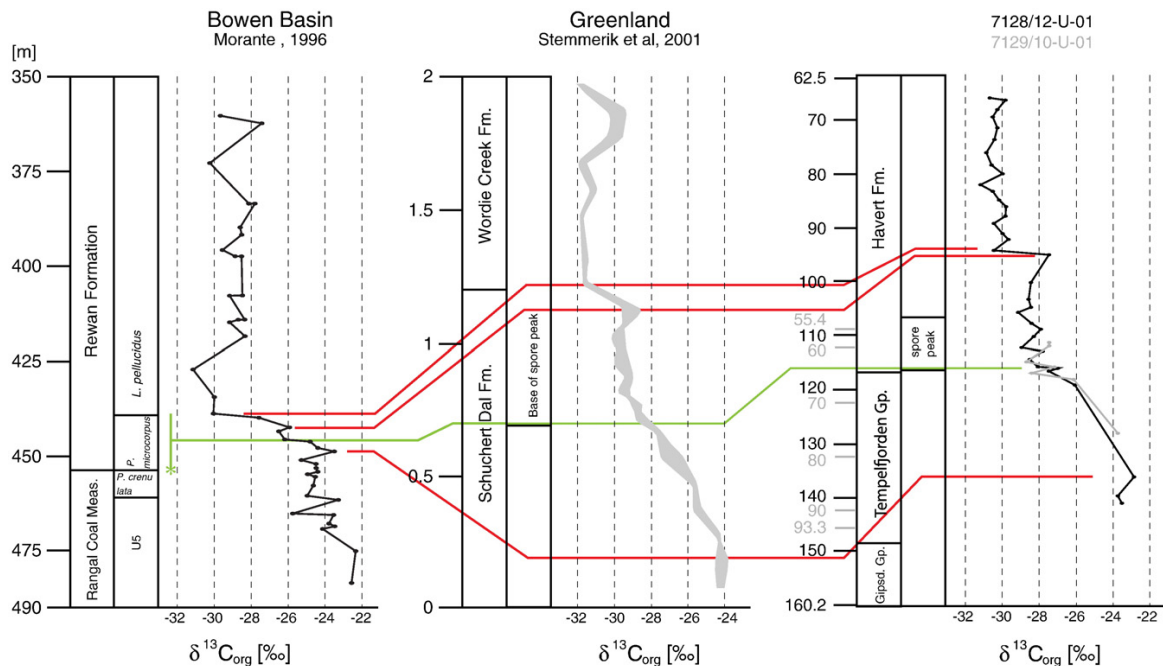 Bowen Basin
Morante , 1996
Greenland
Stemmerik et al, 2001
7128/12-U-01
7129/10-U-01
[m]
350
375
400
425
450
475
490
Rewan Formation
Rangal Coal Meas.
L. pellucidus
P. microcorpus
P. crenu
lata
U5
-32 -30 -28 -26 -24 -22
δ 13Corg [‰]
2
1.5
1
0.5
0
Wordie Creek Fm.
Schuchert Dal Fm.
Base of spore peak
-32 -30 -28 -26 -24
δ 13Corg [‰]
62.5
70
80
90
100
55.4
110
60
120
70
130
80
140
90
93.3
150
160.2
Havert Fm.
Tempelfjorden Gp.
Gipsd. Gp.
spore
peak
-32 -30 -28 -26 -24 -22
δ 13Corg [‰]